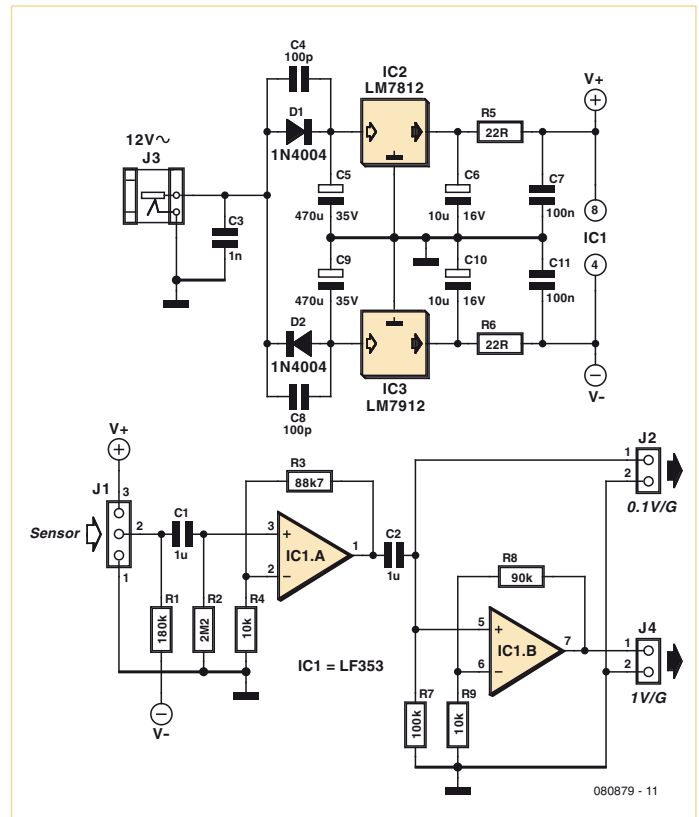 C4
100p
IC2
LM7812
V+
+
D1
1N4004
R5
22R
12V~
J3
C5
470u 35V
C6
10u 16V
C7
100n
8
C3
1n
IC1
4
C9
470u 35V
C10
10u 16V
C11
100n
D2
1N4004
R6
22R
C8
100p
IC3
LM7912
–
V-
V+
+
J1
3
2
1
Sensor
C1
1u
R3
88k7
3
+
2
–
IC1.A
1
C2
1u
J2
1
2
0.1V/G
R1
180k
R2
2M2
R4
10k
IC1 = LF353
–
V-
R8
90k
5
+
6
–
IC1.B
7
J4
1
2
1V/G
R7
100k
R9
10k
080879 - 11